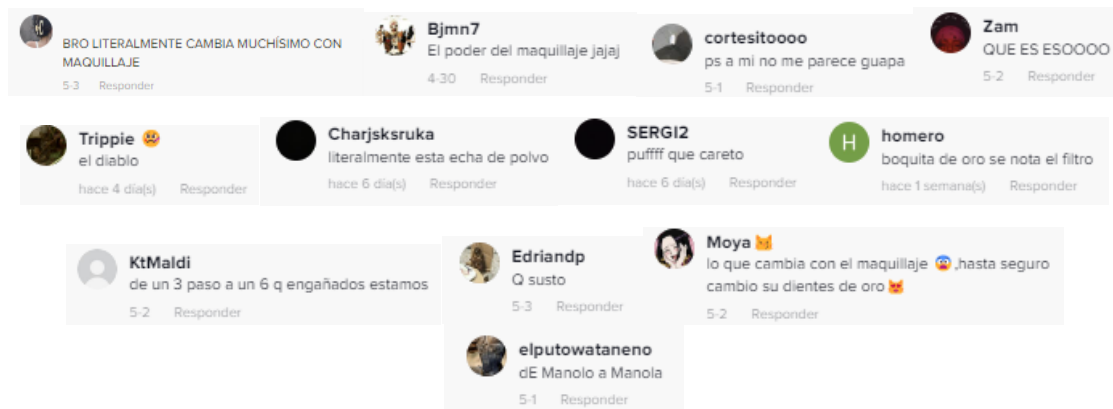 BRO LITERALMENTE CAMBIA MUCHÍSIMO CON
MAQUILLAJE
5-3 Responder
Bjmn7
El poder del maquillaje jajaj
4-30 Responder
cortesitoooo
ps a mi no me parece guapa
5-1 Responder
Zam
QUE ES ESOOOO
5-2 Responder
Trippie 🤬
el diablo
hace 4 día(s) Responder
Charjsksruka
literalmente esta echa de polvo
hace 6 día(s) Responder
SERGI2
puffff que careto
hace 6 día(s) Responder
H
homero
boquita de oro se nota el filtro
hace 1 semana(s) Responder
KtMaldi
de un 3 paso a un 6 q engañados estamos
5-2 Responder
Edriandp
Q susto
5-3 Responder
Moya 😼
lo que cambia con el maquillaje 😨,hasta seguro
cambio su dientes de oro 😻
5-2 Responder
elputowataneno
dE Manolo a Manola
5-1 Responder